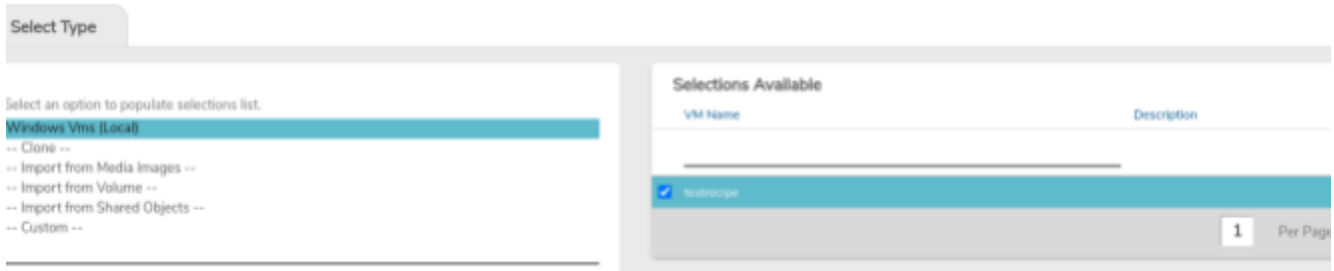 Select Type
Select an option to populate selections list.
Windows Vms (Local)
-- Clone --
-- Import from Media Images --
-- Import from Volume --
-- Import from Shared Objects --
-- Custom --
Selections Available
VM Name Description
testrecipe
1 Per Page